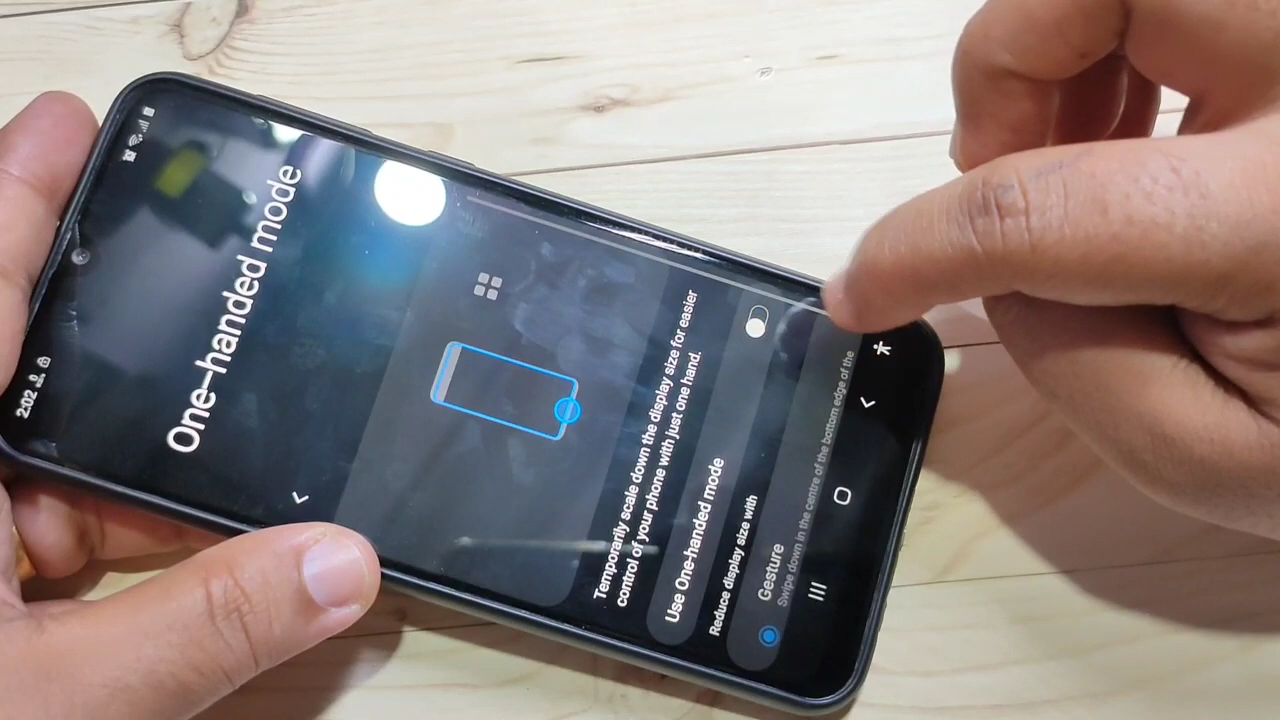 2:02
One-handed mode
Temporarily scale down the display size for easier
control of your phone with just one hand.
Use One-handed mode
Reduce display size with
Gesture
Swipe down in the centre of the bottom edge of the